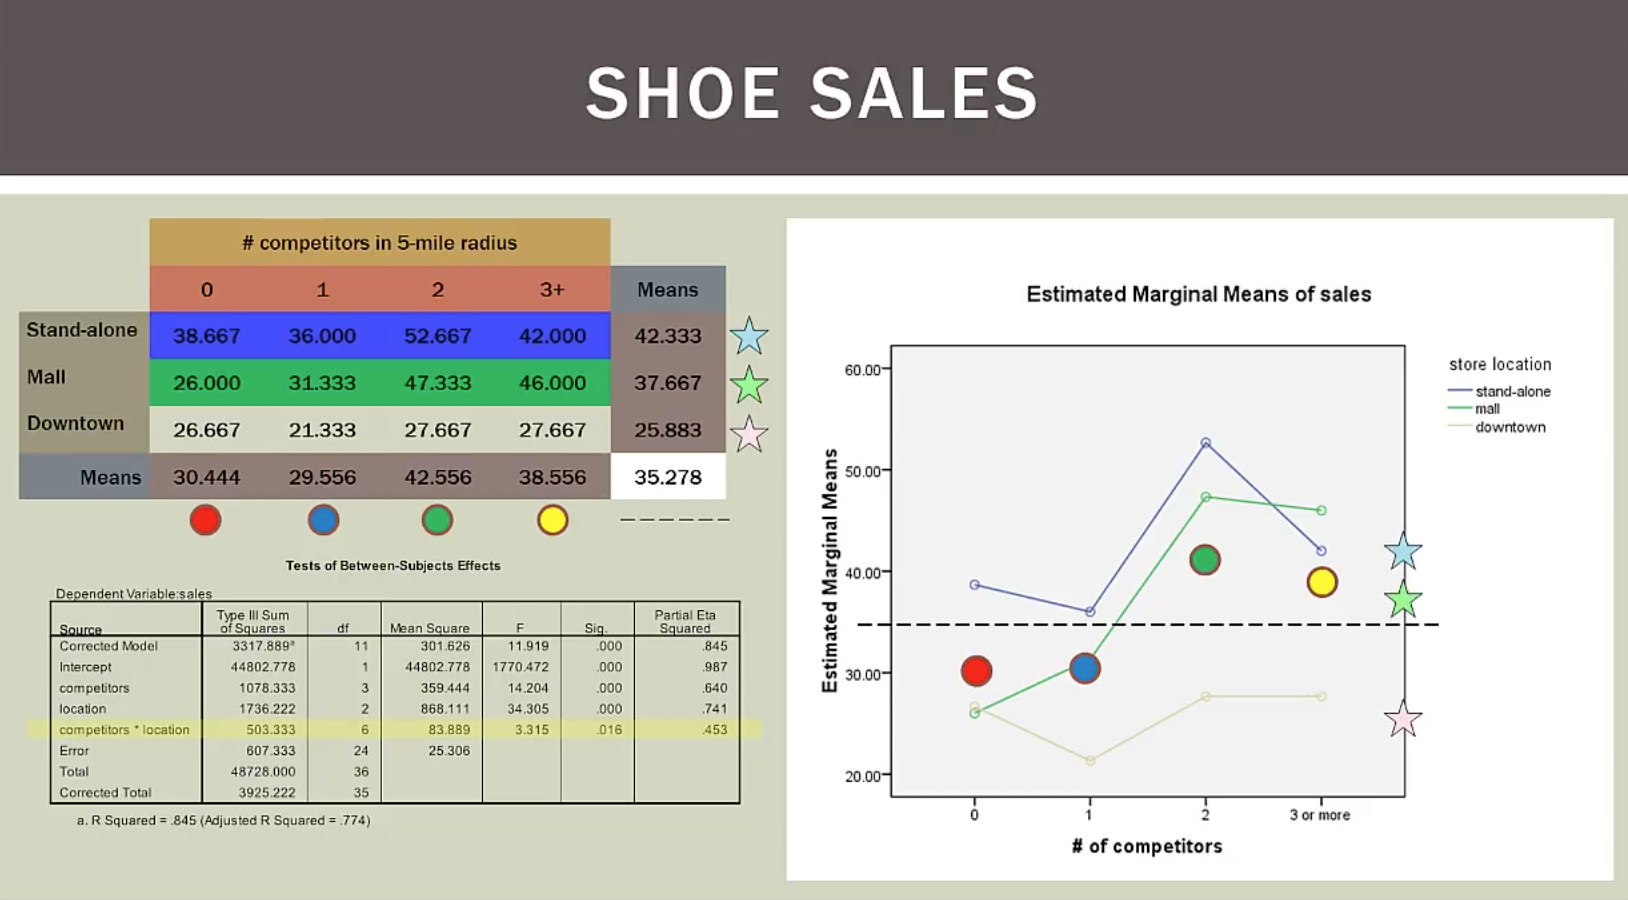 SHOE SALES
# competitors in 5-mile radius
0 1 2 3+ Means
Stand-alone 38.667 36.000 52.667 42.000 42.333
Mall 26.000 31.333 47.333 46.000 37.667
Downtown 26.667 21.333 27.667 27.667 25.883
Means 30.444 29.556 42.556 38.556 35.278
Tests of Between-Subjects Effects
Dependent Variable:sales
Source Type III Sum of Squares df Mean Square F Sig. Partial Eta Squared
Corrected Model 3317.889ª 11 301.626 11.919 .000 .845
Intercept 44802.778 1 44802.778 1770.472 .000 .987
competitors 1078.333 3 359.444 14.204 .000 .640
location 1736.222 2 868.111 34.305 .000 .741
competitors * location 503.333 6 83.889 3.315 .016 .453
Error 607.333 24 25.306
Total 48728.000 36
Corrected Total 3925.222 35
a. R Squared = .845 (Adjusted R Squared = .774)
Estimated Marginal Means of sales
Estimated Marginal Means
60.00
50.00
40.00
30.00
20.00
0 1 2 3 or more
# of competitors
store location
stand-alone
mall
downtown